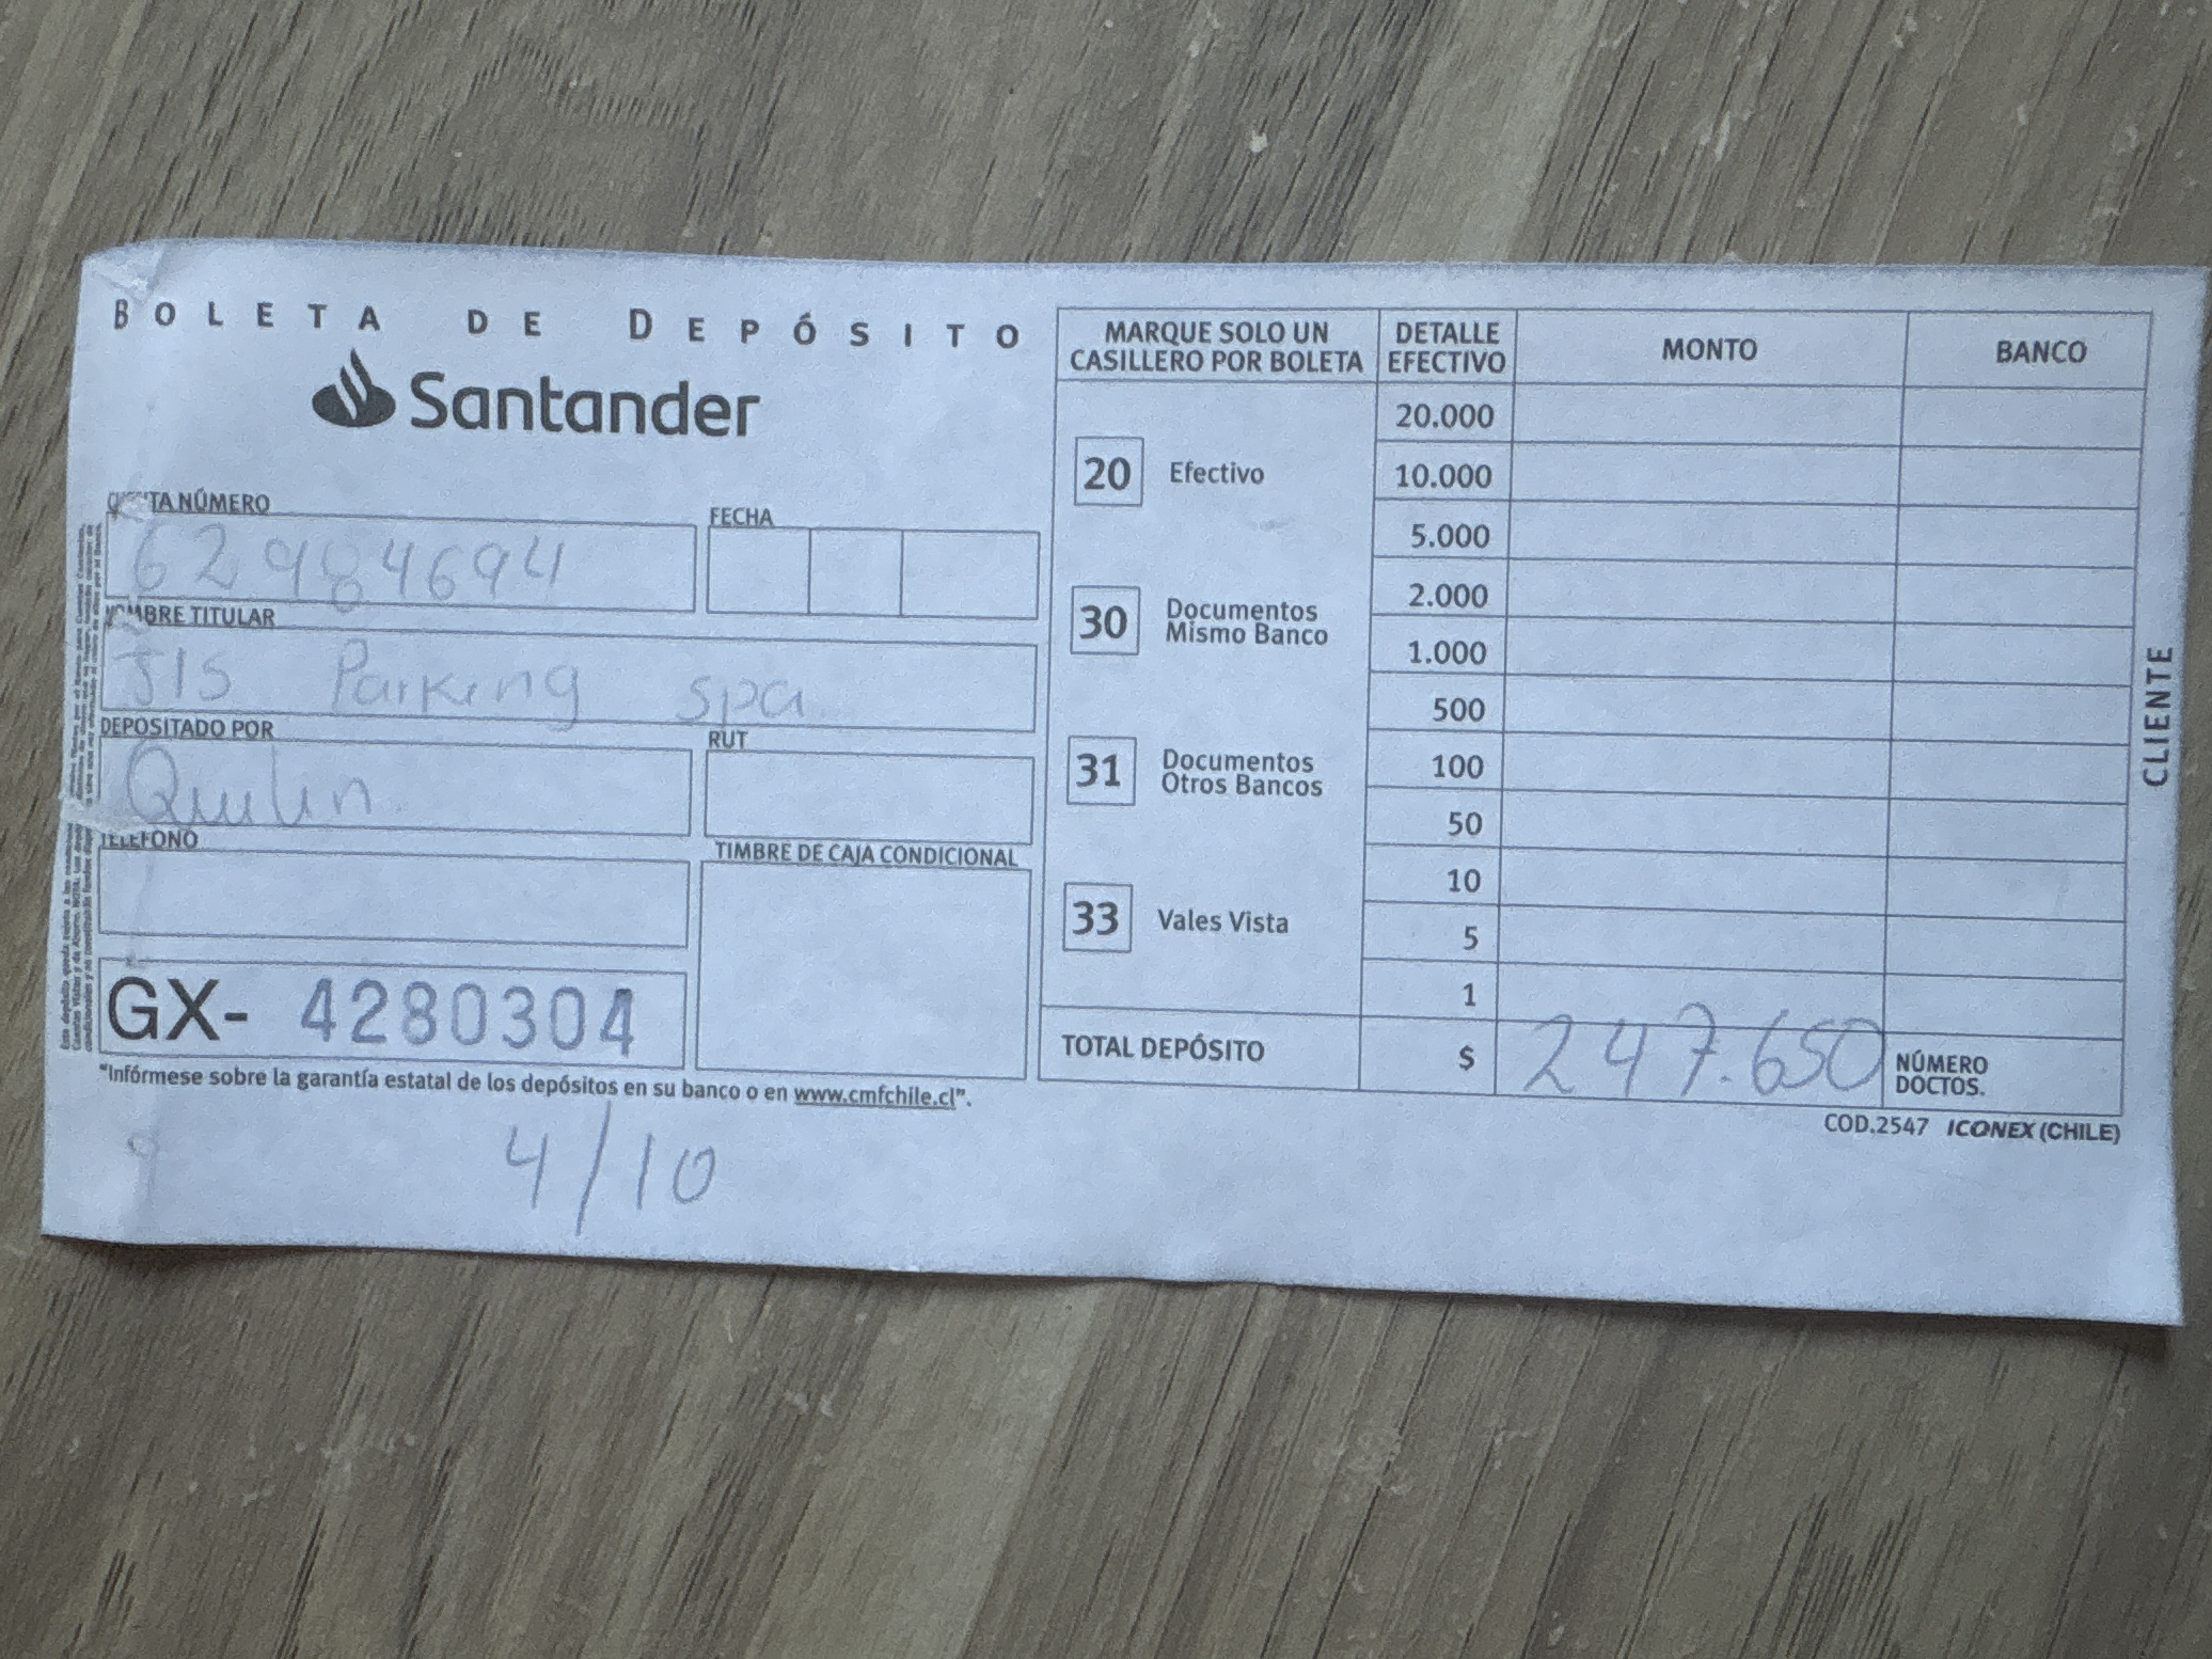 BOLETA DE DEPÓSITO
Santander
TA NÚMERO
62984694
FECHA
MBRE TITULAR
JIS Parking spa
DEPOSITADO POR
Quilin
RUT
TELEFONO
TIMBRE DE CAJA CONDICIONAL
GX- 4280304
"Infórmese sobre la garantía estatal de los depósitos en su banco o en www.cmfchile.cl".
4/10
MARQUE SOLO UN
CASILLERO POR BOLETA
20 Efectivo
30 Documentos
Mismo Banco
31 Documentos
Otros Bancos
33 Vales Vista
DETALLE
EFECTIVO
MONTO
BANCO
20.000
10.000
5.000
2.000
1.000
500
100
50
10
5
1
TOTAL DEPÓSITO $ 247.650
NÚMERO
DOCTOS.
COD.2547 ICONEX (CHILE)
CLIENTE